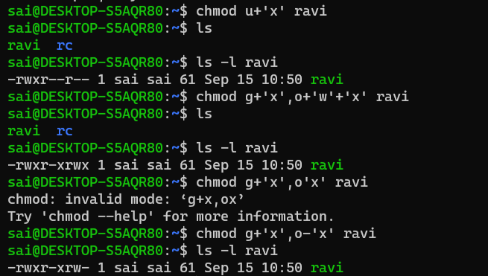 sai@DESKTOP-S5AQR80:~$ chmod u+'x' ravi
sai@DESKTOP-S5AQR80:~$ ls
ravi  rc
sai@DESKTOP-S5AQR80:~$ ls -l ravi
-rwxr--r-- 1 sai sai 61 Sep 15 10:50 ravi
sai@DESKTOP-S5AQR80:~$ chmod g+'x',o+'w'+'x' ravi
sai@DESKTOP-S5AQR80:~$ ls
ravi  rc
sai@DESKTOP-S5AQR80:~$ ls -l ravi
-rwxr-xrwx 1 sai sai 61 Sep 15 10:50 ravi
sai@DESKTOP-S5AQR80:~$ chmod g+'x',o'x' ravi
chmod: invalid mode: ‘g+x,ox’
Try 'chmod --help' for more information.
sai@DESKTOP-S5AQR80:~$ chmod g+'x',o-'x' ravi
sai@DESKTOP-S5AQR80:~$ ls -l ravi
-rwxr-xrw- 1 sai sai 61 Sep 15 10:50 ravi